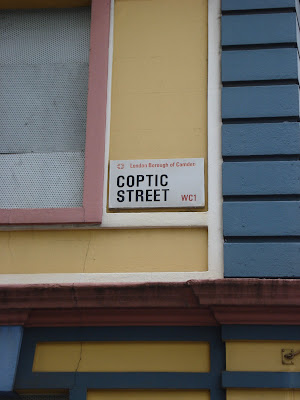 London Borough of Camden
COPTIC
STREET WC1